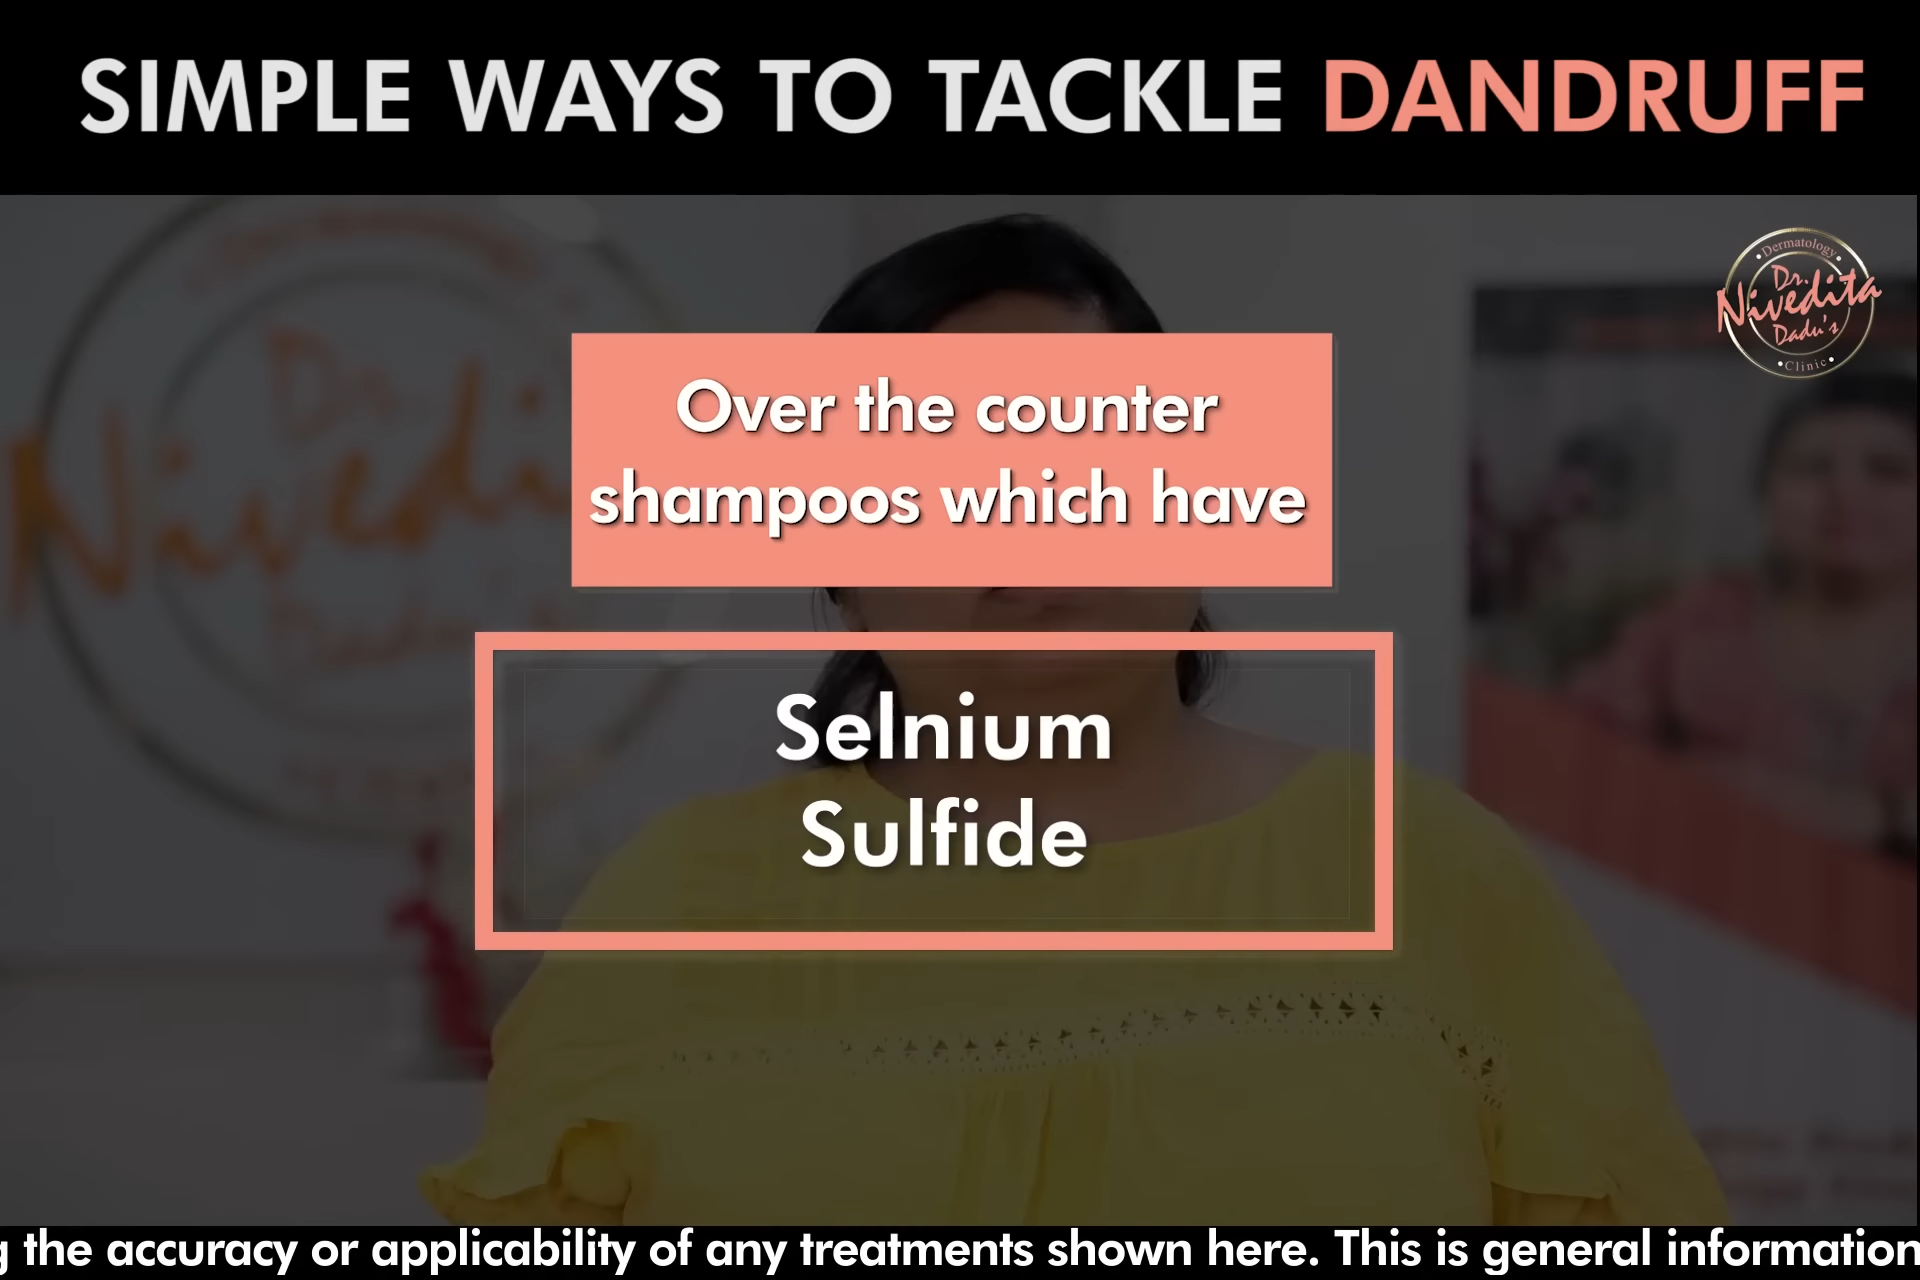 SIMPLE WAYS TO TACKLE DANDRUFF
Dermatology
Dr.
Nivedita
Dadu's
Clinic
Over the counter
shampoos which have
Selnium
Sulfide
the accuracy or applicability of any treatments shown here. This is general information